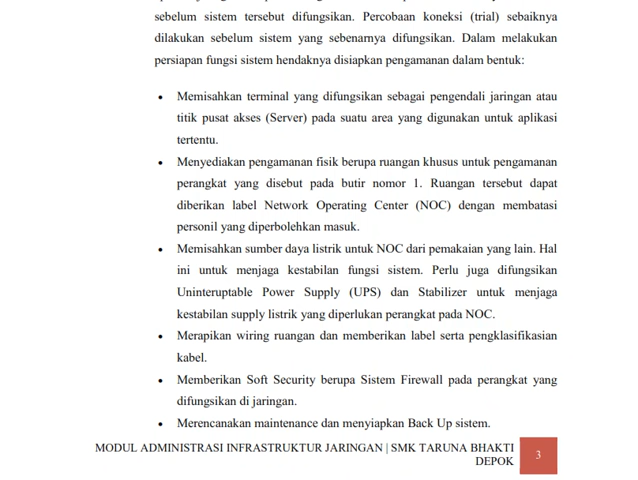 sebelum sistem tersebut difungsikan. Percobaan koneksi (trial) sebaiknya
dilakukan sebelum sistem yang sebenarnya difungsikan. Dalam melakukan
persiapan fungsi sistem hendaknya disiapkan pengamanan dalam bentuk:
• Memisahkan terminal yang difungsikan sebagai pengendali jaringan atau
titik pusat akses (Server) pada suatu area yang digunakan untuk aplikasi
tertentu.
• Menyediakan pengamanan fisik berupa ruangan khusus untuk pengamanan
perangkat yang disebut pada butir nomor 1. Ruangan tersebut dapat
diberikan label Network Operating Center (NOC) dengan membatasi
personil yang diperbolehkan masuk.
• Memisahkan sumber daya listrik untuk NOC dari pemakaian yang lain. Hal
ini untuk menjaga kestabilan fungsi sistem. Perlu juga difungsikan
Uninteruptable Power Supply (UPS) dan Stabilizer untuk menjaga
kestabilan supply listrik yang diperlukan perangkat pada NOC.
• Merapikan wiring ruangan dan memberikan label serta pengklasifikasian
kabel.
• Memberikan Soft Security berupa Sistem Firewall pada perangkat yang
difungsikan di jaringan.
• Merencanakan maintenance dan menyiapkan Back Up sistem.
MODUL ADMINISTRASI INFRASTRUKTUR JARINGAN | SMK TARUNA BHAKTI
DEPOK
3